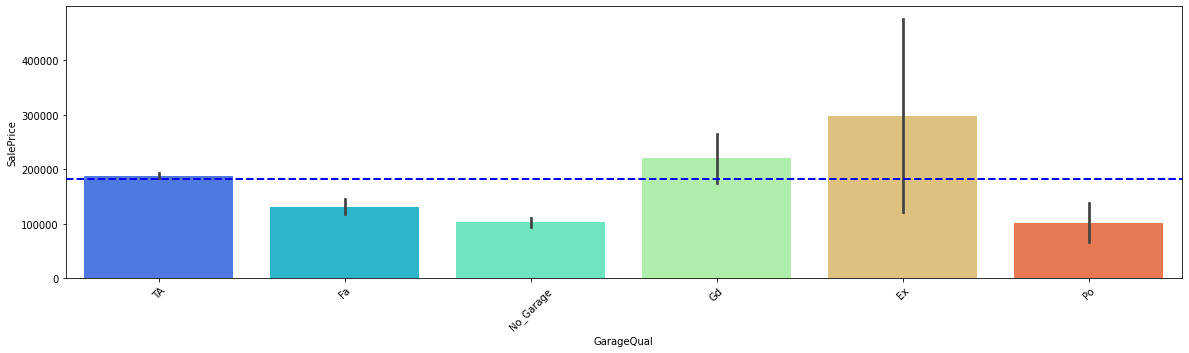 SalePrice
400000
300000
200000
100000
0
TA
Fa
No_Garage
Gd
Ex
Po
GarageQual